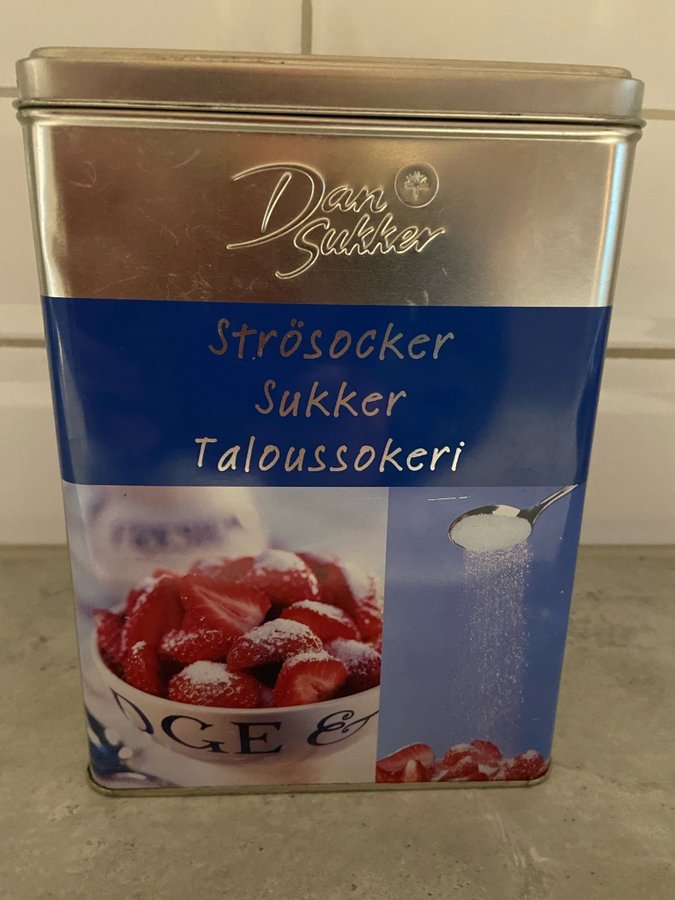 Dan
Sukker
Strösocker
Sukker
Taloussokeri
DGE &